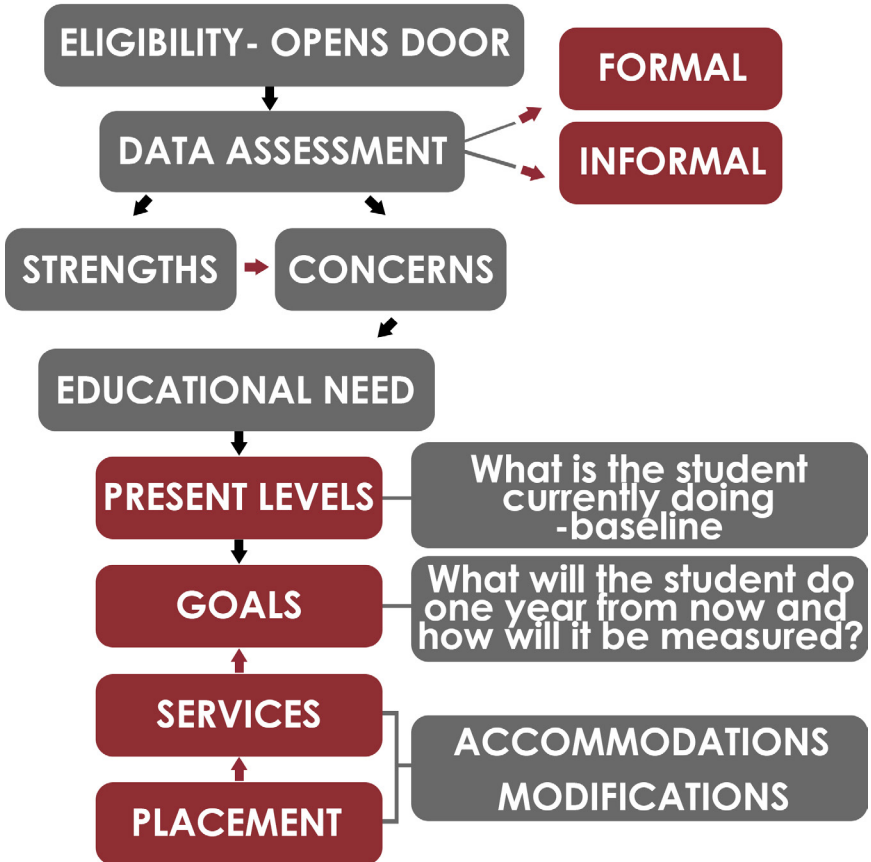 ELIGIBILITY- OPENS DOOR
FORMAL
DATA ASSESSMENT
INFORMAL
STRENGTHS
CONCERNS
EDUCATIONAL NEED
PRESENT LEVELS
What is the student
currently doing
-baseline
GOALS
What will the student do
one year from now and
how will it be measured?
SERVICES
ACCOMMODATIONS
MODIFICATIONS
PLACEMENT